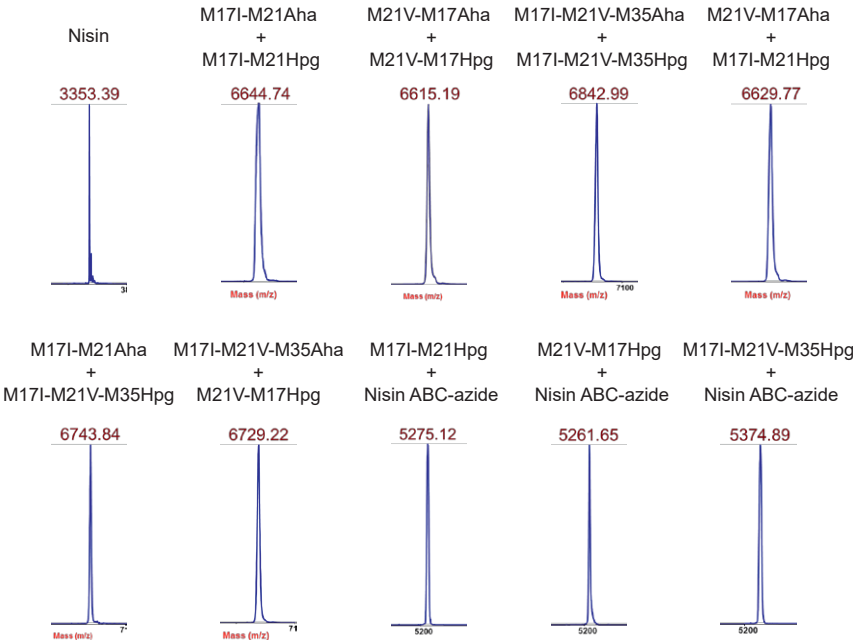 Nisin
M17I-M21Aha
+
M17I-M21Hpg
M21V-M17Aha
+
M21V-M17Hpg
M17I-M21V-M35Aha
+
M17I-M21V-M35Hpg
M21V-M17Aha
+
M17I-M21Hpg
3353.39
6644.74
6615.19
6842.99
6629.77
Mass (m/z)
Mass (m/z)
Mass (m/z)
7100
Mass (m/z)
M17I-M21Aha
+
M17I-M21V-M35Hpg
M17I-M21V-M35Aha
+
M21V-M17Hpg
M17I-M21Hpg
+
Nisin ABC-azide
M21V-M17Hpg
+
Nisin ABC-azide
M17I-M21V-M35Hpg
+
Nisin ABC-azide
6743.84
6729.22
5275.12
5261.65
5374.89
Mass (m/z)
Mass (m/z)
71
5200
5200
5200